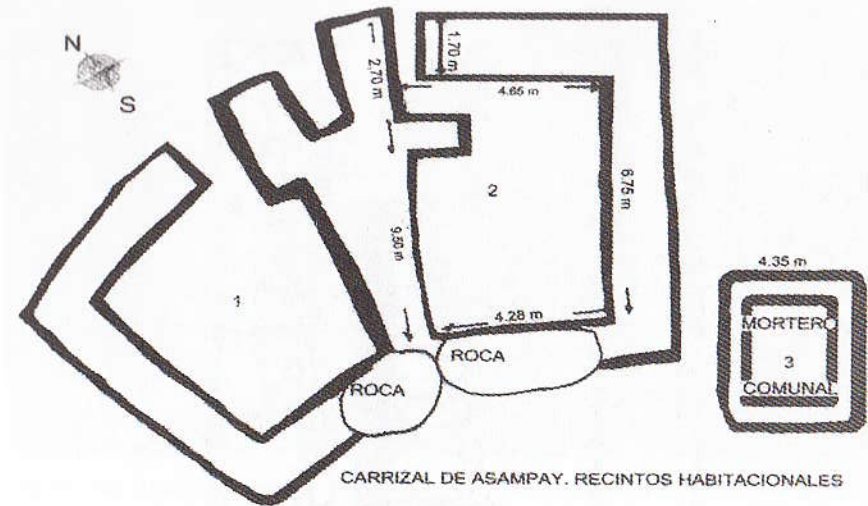 N
S
2,70 m
1.70 m
4.65 m
2
6.75 m
9.50 m
1
4.28 m
ROCA
ROCA
4.35 m
MORTERO
3
COMUNAL
CARRIZAL DE ASAMPAY. RECINTOS HABITACIONALES